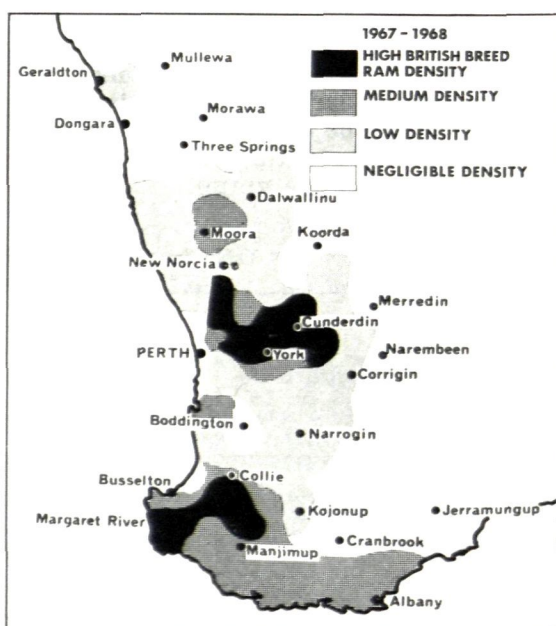 1967 - 1968
HIGH BRITISH BREED
RAM DENSITY
MEDIUM DENSITY
LOW DENSITY
NEGLIGIBLE DENSITY
Mullewa
Geraldton
Morawa
Dongara
Three Springs
Dalwallinu
Moora
Koorda
New Norcia
Merredin
Cunderdin
PERTH
York
Narembeen
Corrigin
Boddington
Narrogin
Collie
Busselton
Margaret River
Kojonup
Jerramungup
Cranbrook
Manjimup
Albany